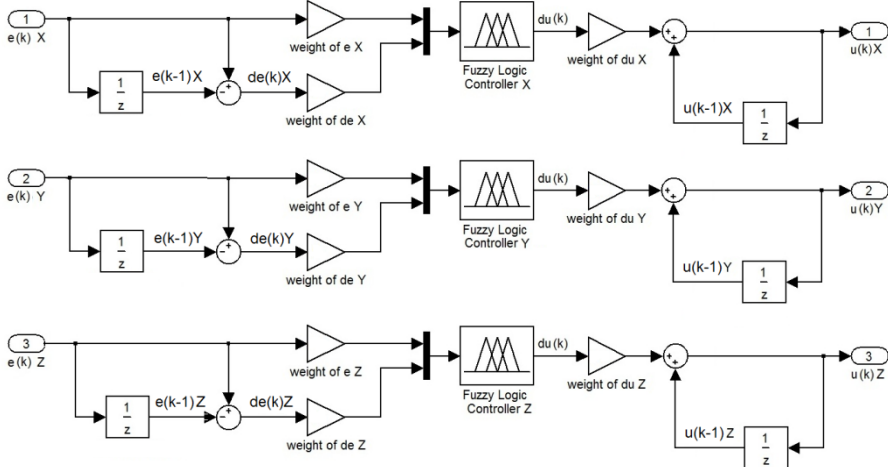 1
e(k) X
weight of e X
du(k)
weight of du X
1
u(k)X
1
z
e(k-1)X
de(k)X
weight of de X
Fuzzy Logic
Controller X
u(k-1)X
1
z
2
e(k) Y
weight of e Y
du(k)
weight of du Y
2
u(k)Y
1
z
e(k-1)Y
de(k)Y
weight of de Y
Fuzzy Logic
Controller Y
u(k-1)Y
1
z
3
e(k) Z
weight of e Z
du(k)
weight of du Z
3
u(k)Z
1
z
e(k-1)Z
de(k)Z
weight of de Z
Fuzzy Logic
Controller Z
u(k-1)Z
1
z